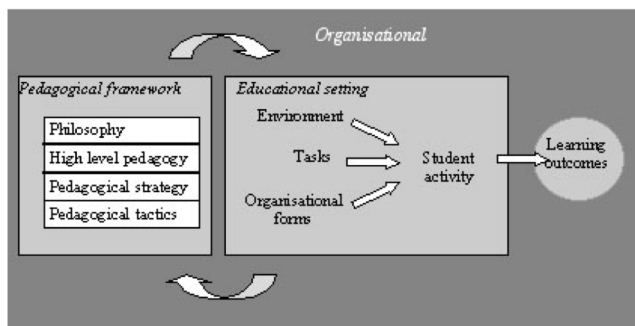 Organisational
Pedagogical framework
Philosophy
High level pedagogy
Pedagogical strategy
Pedagogical tactics
Educational setting
Environment
Tasks
Organisational
forms
Student
activity
Learning
outcomes